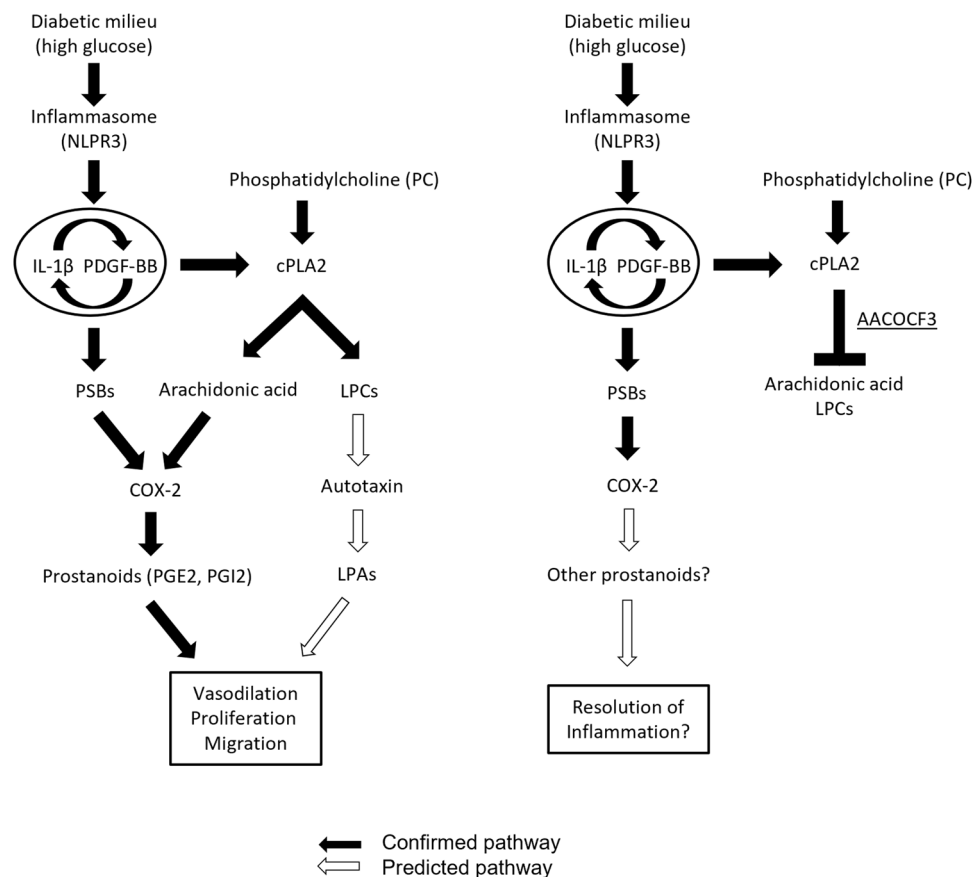 Diabetic milieu
(high glucose)
Inflammasome
(NLPR3)
Phosphatidylcholine (PC)
IL-1β PDGF-BB
cPLA2
PSBs
Arachidonic acid
LPCs
COX-2
Autotaxin
Prostanoids (PGE2, PGI2)
LPAs
Vasodilation
Proliferation
Migration
Diabetic milieu
(high glucose)
Inflammasome
(NLPR3)
Phosphatidylcholine (PC)
IL-1β PDGF-BB
cPLA2
AACOCF3
PSBs
Arachidonic acid
LPCs
COX-2
Other prostanoids?
Resolution of
Inflammation?
Confirmed pathway
Predicted pathway